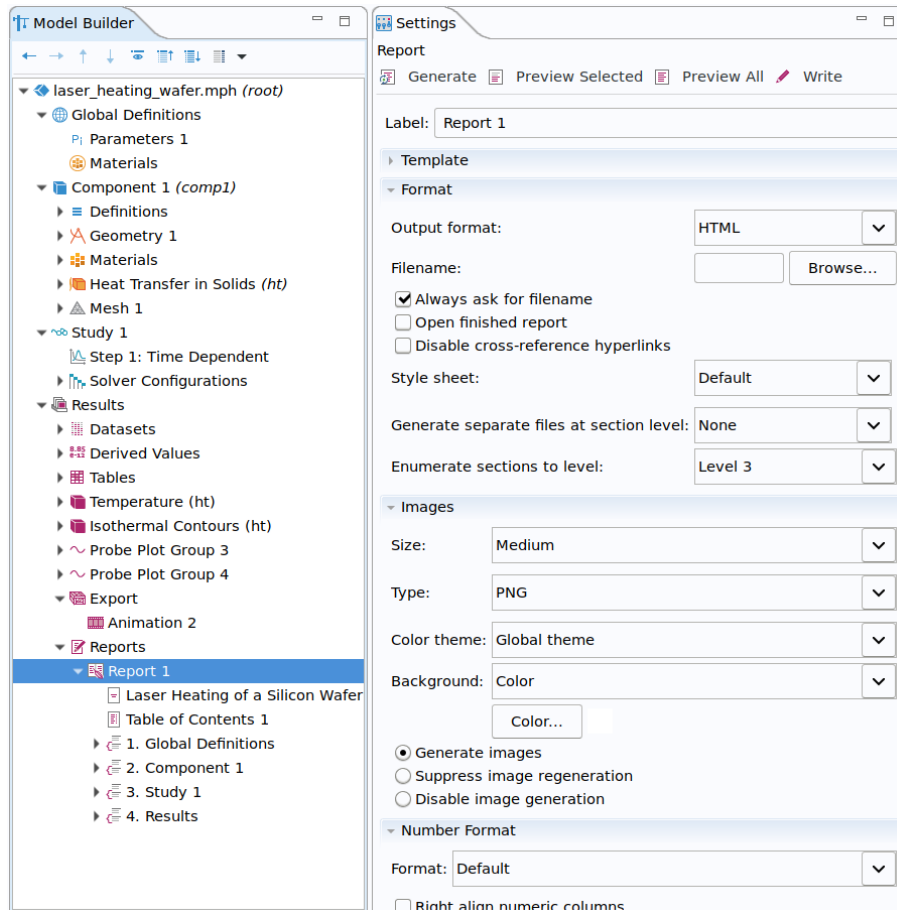 Model Builder
laser_heating_wafer.mph (root)
Global Definitions
Pi Parameters 1
Materials
Component 1 (comp1)
Definitions
Geometry 1
Materials
Heat Transfer in Solids (ht)
Mesh 1
Study 1
Step 1: Time Dependent
Solver Configurations
Results
Datasets
8.85
e-12
Derived Values
Tables
Temperature (ht)
Isothermal Contours (ht)
Probe Plot Group 3
Probe Plot Group 4
Export
Animation 2
Reports
Report 1
Laser Heating of a Silicon Wafer
Table of Contents 1
1. Global Definitions
2. Component 1
3. Study 1
4. Results
Settings
Report
Generate Preview Selected Preview All Write
Label: Report 1
Template
Format
Output format: HTML
Filename: Browse...
Always ask for filename
Open finished report
Disable cross-reference hyperlinks
Style sheet: Default
Generate separate files at section level: None
Enumerate sections to level: Level 3
Images
Size: Medium
Type: PNG
Color theme: Global theme
Background: Color
Color...
Generate images
Suppress image regeneration
Disable image generation
Number Format
Format: Default
Right align numeric columns